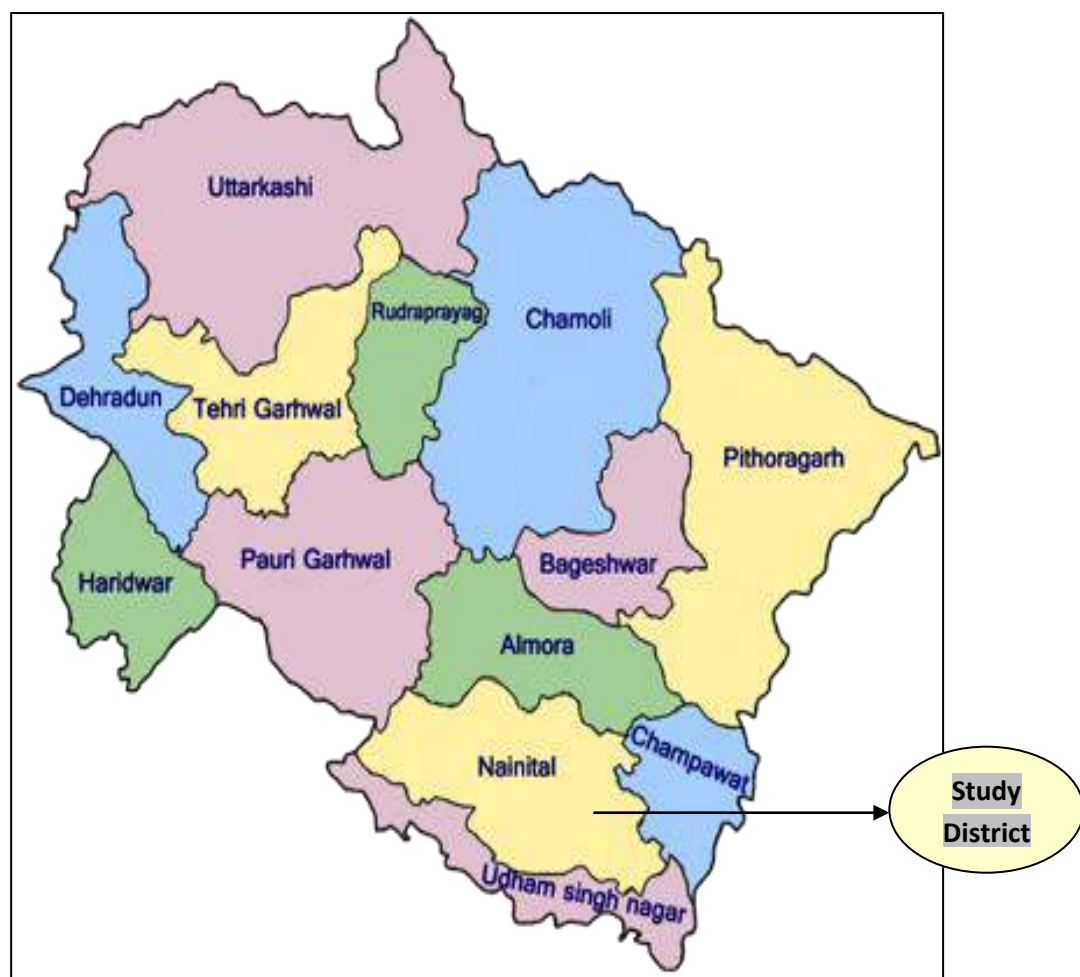 Uttarkashi
Rudraprayag
Chamoli
Dehradun
Tehri Garhwal
Pithoragarh
Pauri Garhwal
Bageshwar
Haridwar
Almora
Champawat
Nainital
Study
District
Udham singh nagar